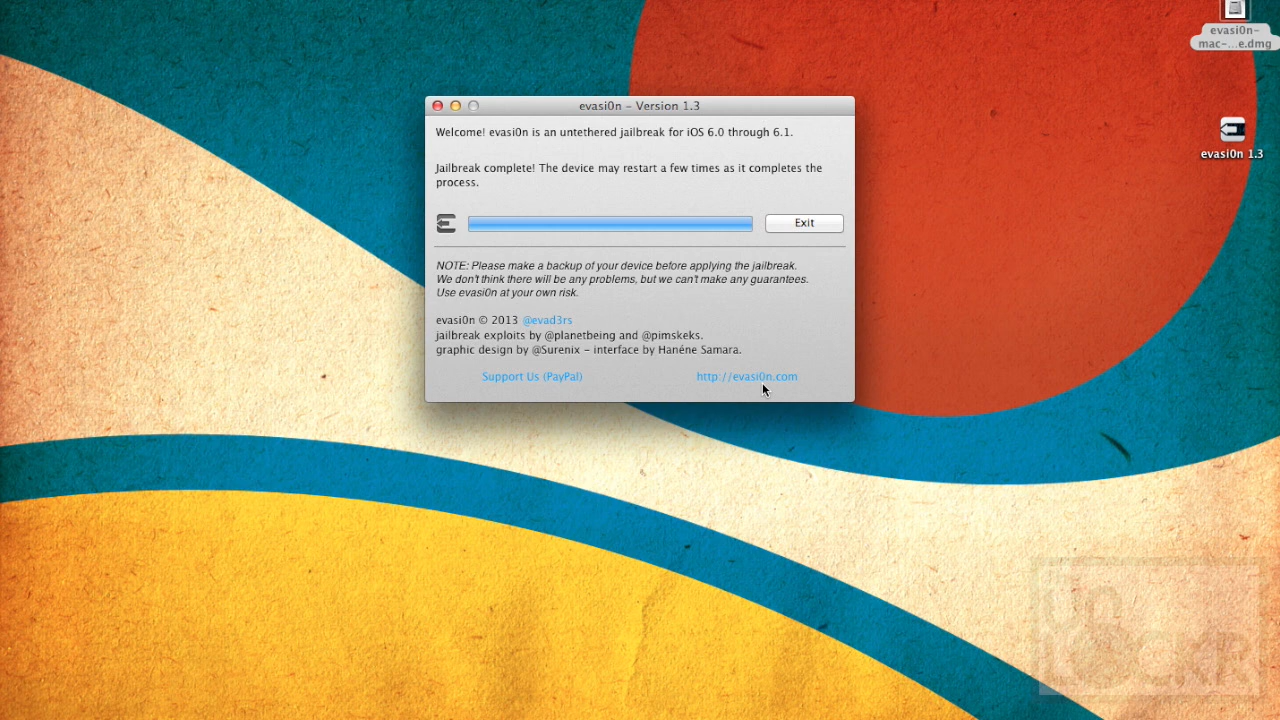 evasi0n-
mac-...e.dmg
evasi0n – Version 1.3
Welcome! evasi0n is an untethered jailbreak for iOS 6.0 through 6.1.
evasi0n 1.3
Jailbreak complete! The device may restart a few times as it completes the
process.
Exit
NOTE: Please make a backup of your device before applying the jailbreak.
We don't think there will be any problems, but we can't make any guarantees.
Use evasi0n at your own risk.
evasi0n © 2013 @evad3rs
jailbreak exploits by @planetbeing and @pimskeks.
graphic design by @Surenix – interface by Hanéne Samara.
Support Us (PayPal) http://evasi0n.com
UN
LOCKR